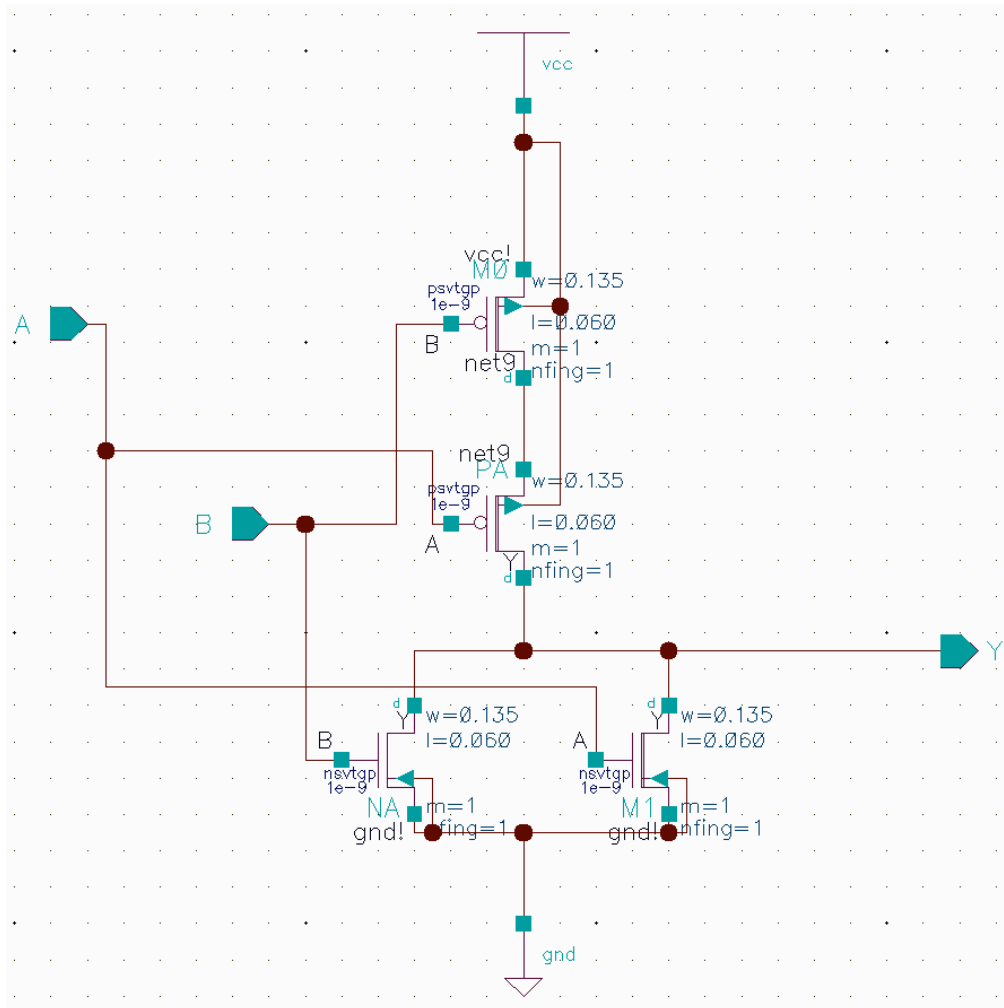 vcc
vcc!
M0
w=0.135
psvtgp
1e-9
l=0.060
A
B
m=1
net9
d
nfing=1
net9
PA
w=0.135
psvtgp
1e-9
B
l=0.060
A
m=1
Y
d
nfing=1
Y
d
Y
w=0.135
l=0.060
B
nsvtgp
1e-9
NA
m=1
nfing=1
gnd!
d
Y
w=0.135
l=0.060
A
nsvtgp
1e-9
M1
m=1
nfing=1
gnd!
gnd